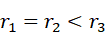 r₁ = r₂ < r₃